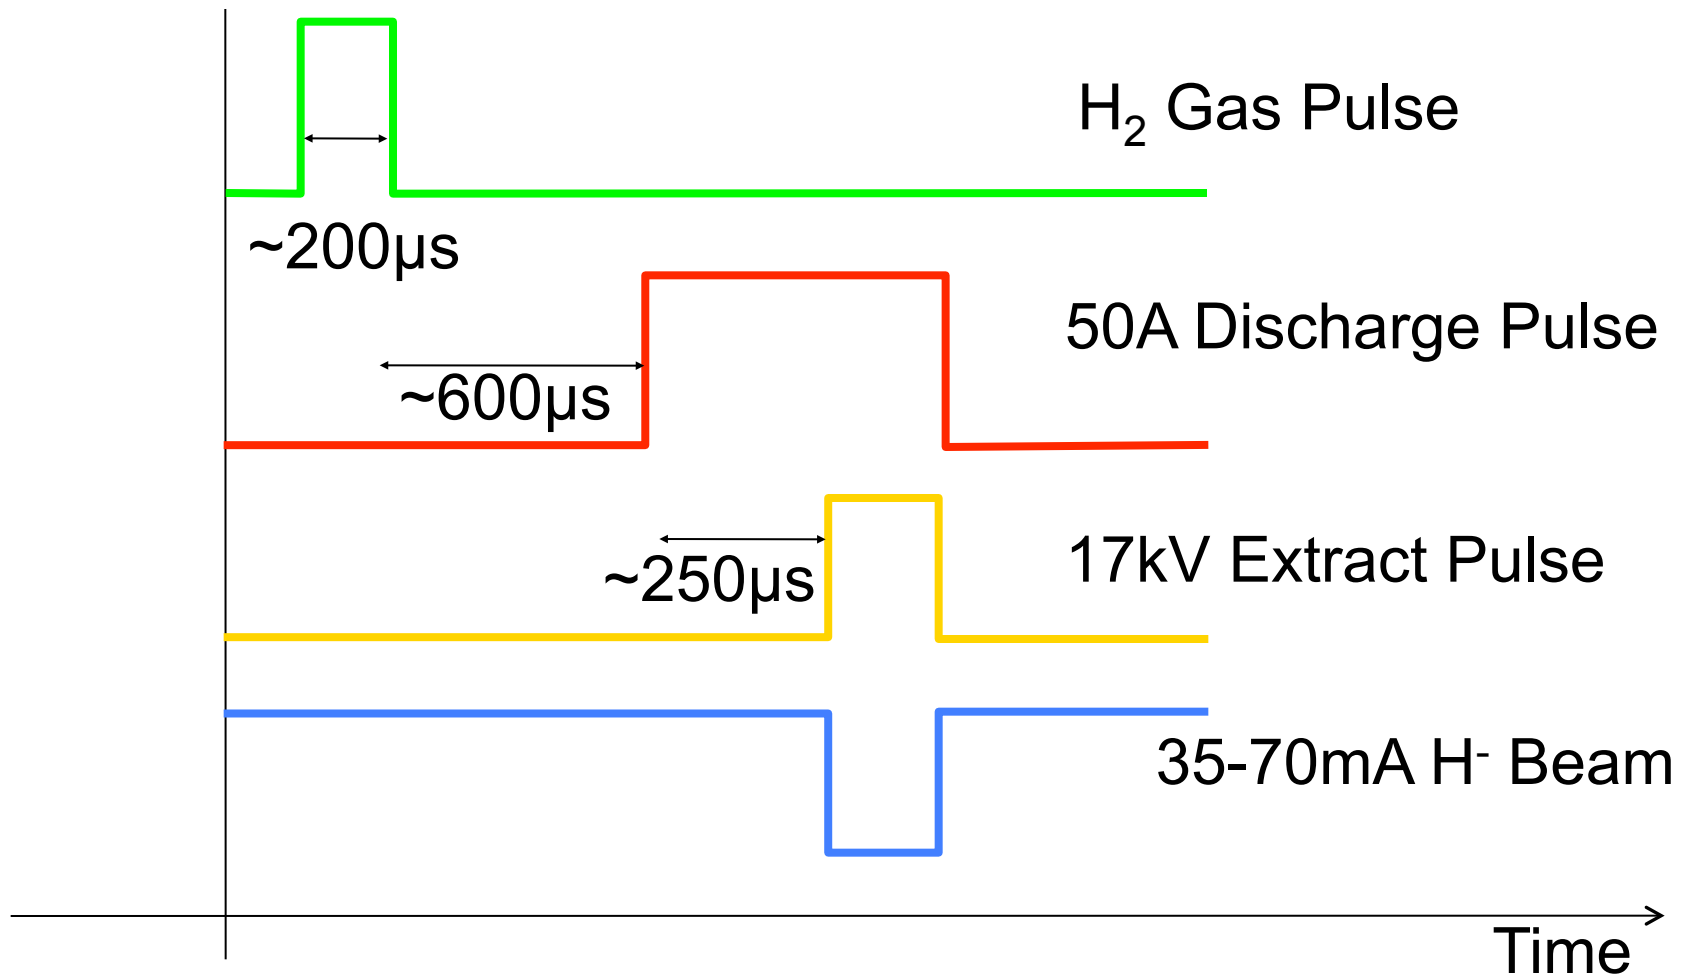 H₂ Gas Pulse
~200µs
50A Discharge Pulse
~600µs
17kV Extract Pulse
~250µs
35-70mA H⁻ Beam
Time